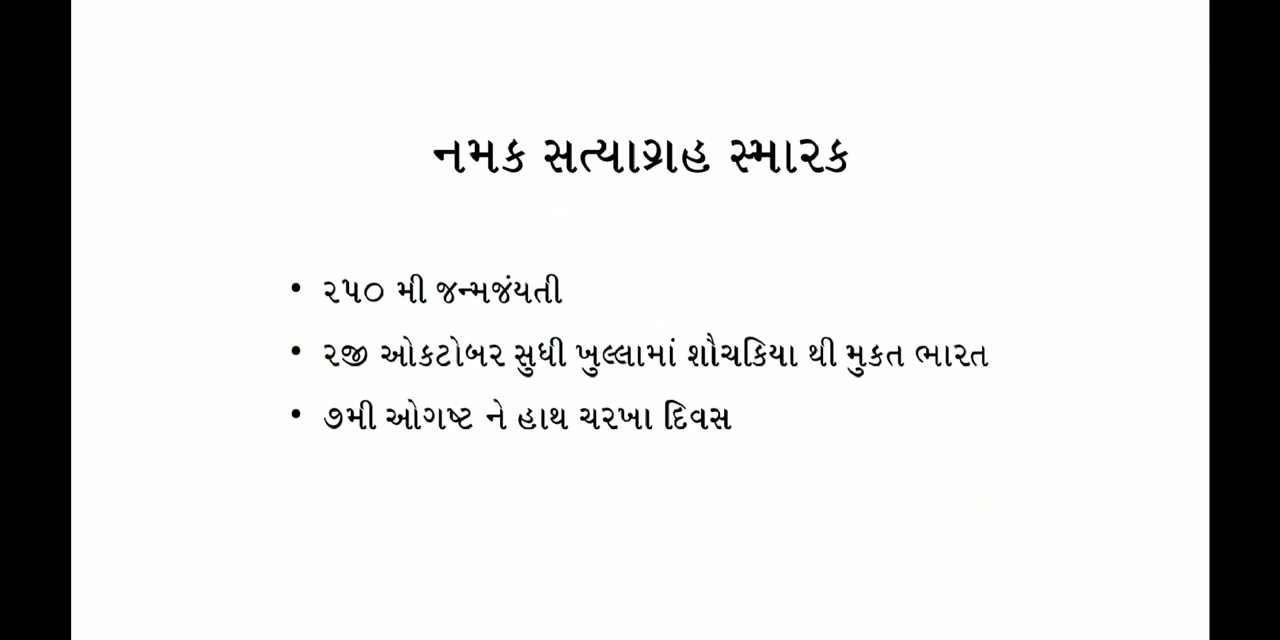 નમક સત્યાગ્રહ સ્મારક
• ૨૫૦ મી જન્મજંયતી
• ૨જી ઓકટોબર સુધી ખુલ્લામાં શૌચકિયા થી મુકત ભારત
• ૭મી ઓગષ્ટ ને હાથ ચરખા દિવસ